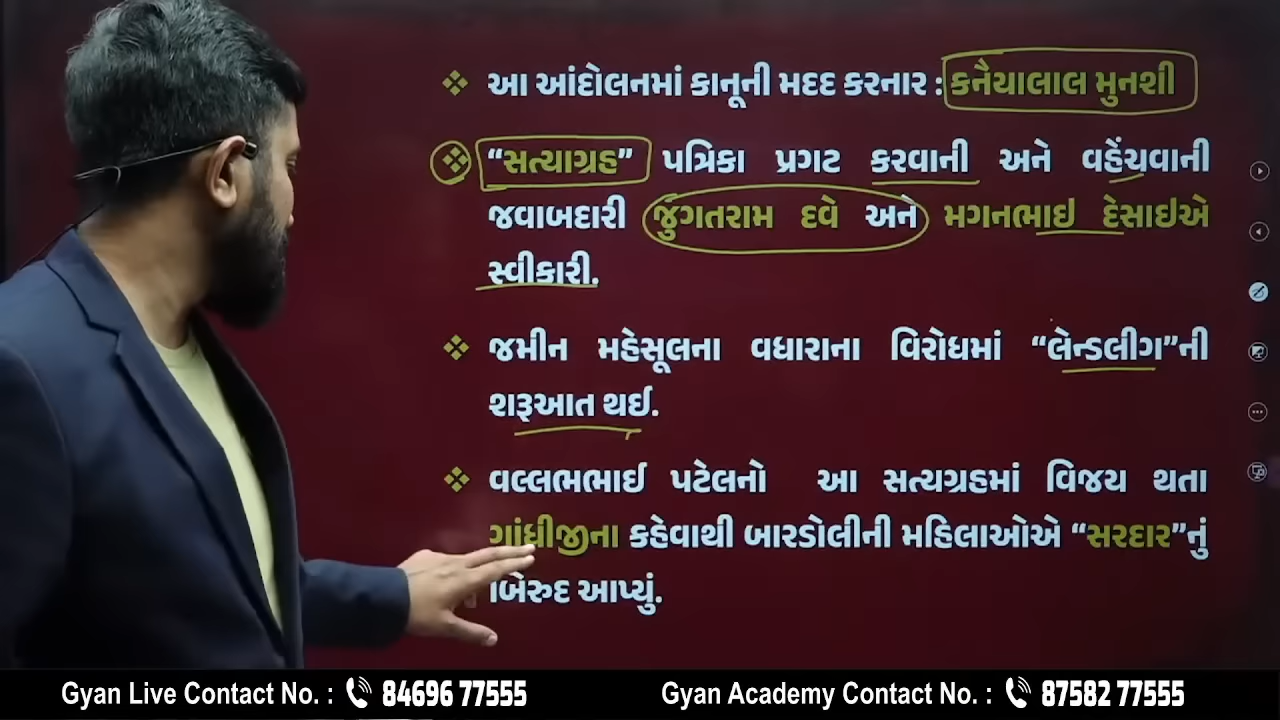 આ આંદોલનમાં કાનૂની મદદ કરનાર : કનૈયાલાલ મુનશી
“સત્યાગ્રહ” પત્રિકા પ્રગટ કરવાની અને વહેંચવાની
જવાબદારી જુગતરામ દવે અને મગનભાઇ દેસાઇએ
સ્વીકારી.
જમીન મહેસૂલના વધારાના વિરોધમાં “લેન્ડલીગ”ની
શરૂઆત થઈ.
વલ્લભભાઈ પટેલનો આ સત્યગ્રહમાં વિજય થતા
ગાંધીજીના કહેવાથી બારડોલીની મહિલાઓએ “સરદાર”નું
બિરુદ આપ્યું.
Gyan Live Contact No. : 84696 77555 Gyan Academy Contact No. : 87582 77555